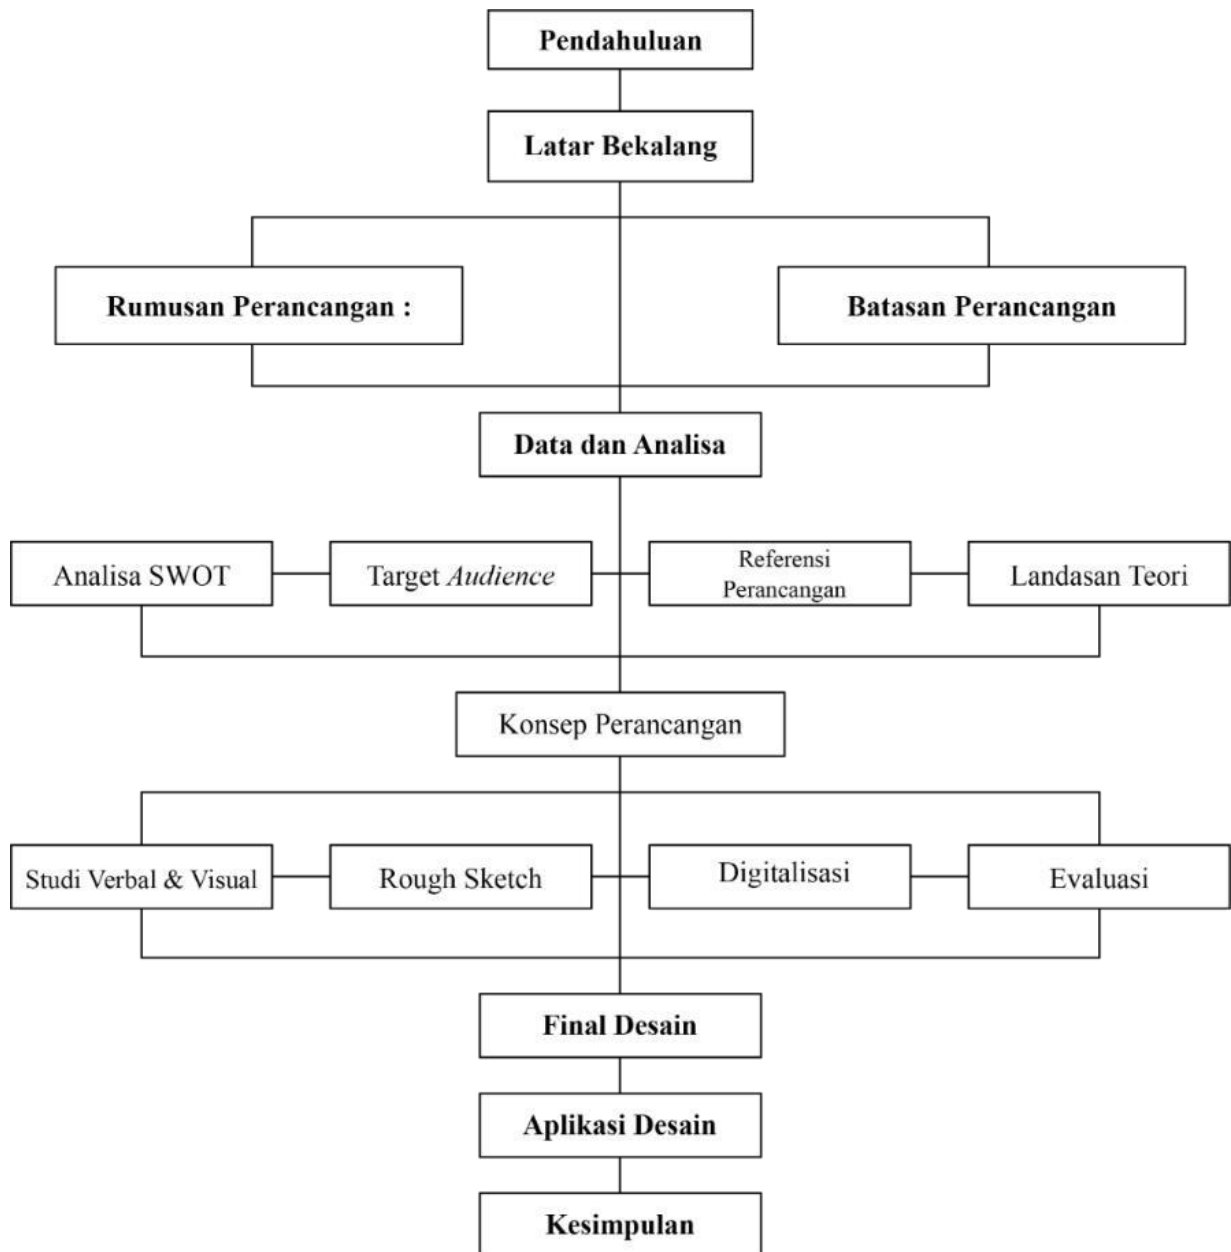 Pendahuluan
Latar Bekalang
Rumusan Perancangan :
Batasan Perancangan
Data dan Analisa
Analisa SWOT
Target Audience
Referensi
Perancangan
Landasan Teori
Konsep Perancangan
Studi Verbal & Visual
Rough Sketch
Digitalisasi
Evaluasi
Final Desain
Aplikasi Desain
Kesimpulan